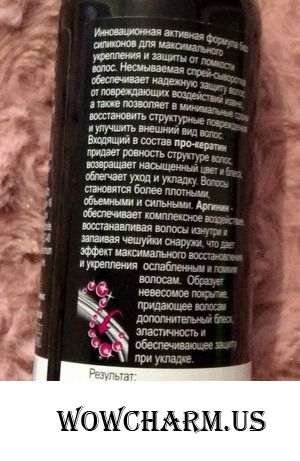 Инновационная активная формула без
силиконов для максимального
укрепления и защиты от ломкости
волос. Несмываемая спрей-сыворотка
обеспечивает надежную защиту волос
от повреждающих воздействий извне,
а также позволяет в минимальные сроки
восстановить структурные повреждения
и улучшить внешний вид волос.
Входящий в состав про-кератин
придает ровность структуре волос,
возвращает насыщенный цвет и блеск,
облегчает уход и укладку. Волосы
становятся более плотными,
объемными и сильными. Аргинин -
обеспечивает комплексное воздействие,
восстанавливая волосы изнутри и
запаивая чешуйки снаружи, что дает
эффект максимального восстановления
и укрепления ослабленным и ломким
волосам. Образует
невесомое покрытие,
придающее волосам
дополнительный блеск,
эластичность и
обеспечивающее защиту
при укладке.
Результат:
WOWCHARM.US